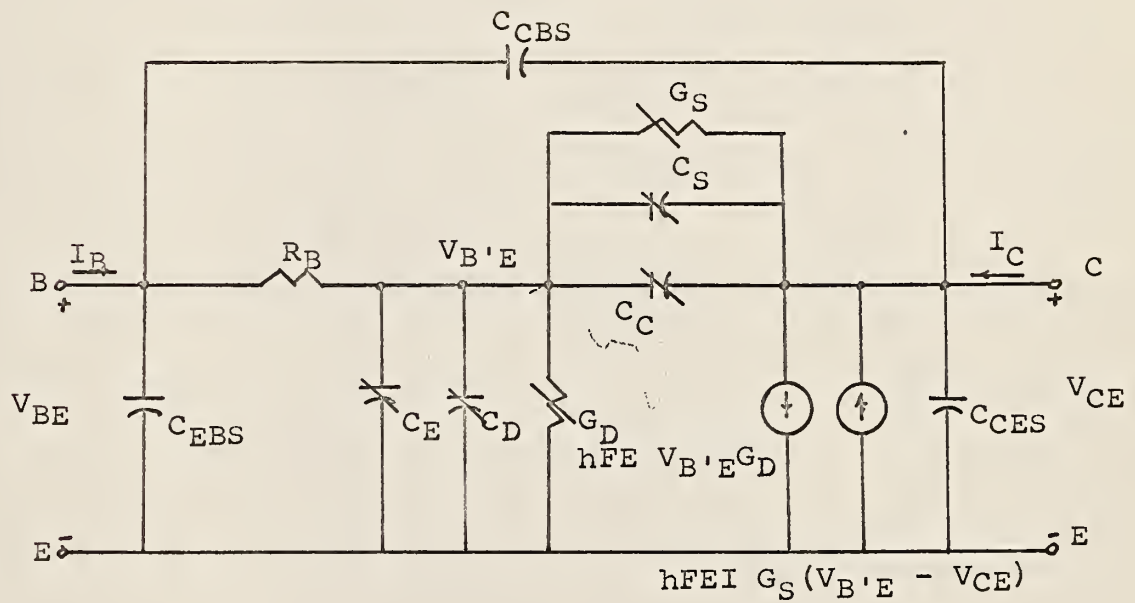 C_CBS
G_S
C_S
I_B
R_B
V_B'E
I_C
B
C
+
+
C_C
V_BE
C_EBS
C_E
C_D
G_D
hFE V_B'E G_D
C_CES
V_CE
E -
- E
hFEI G_S(V_B'E - V_CE)